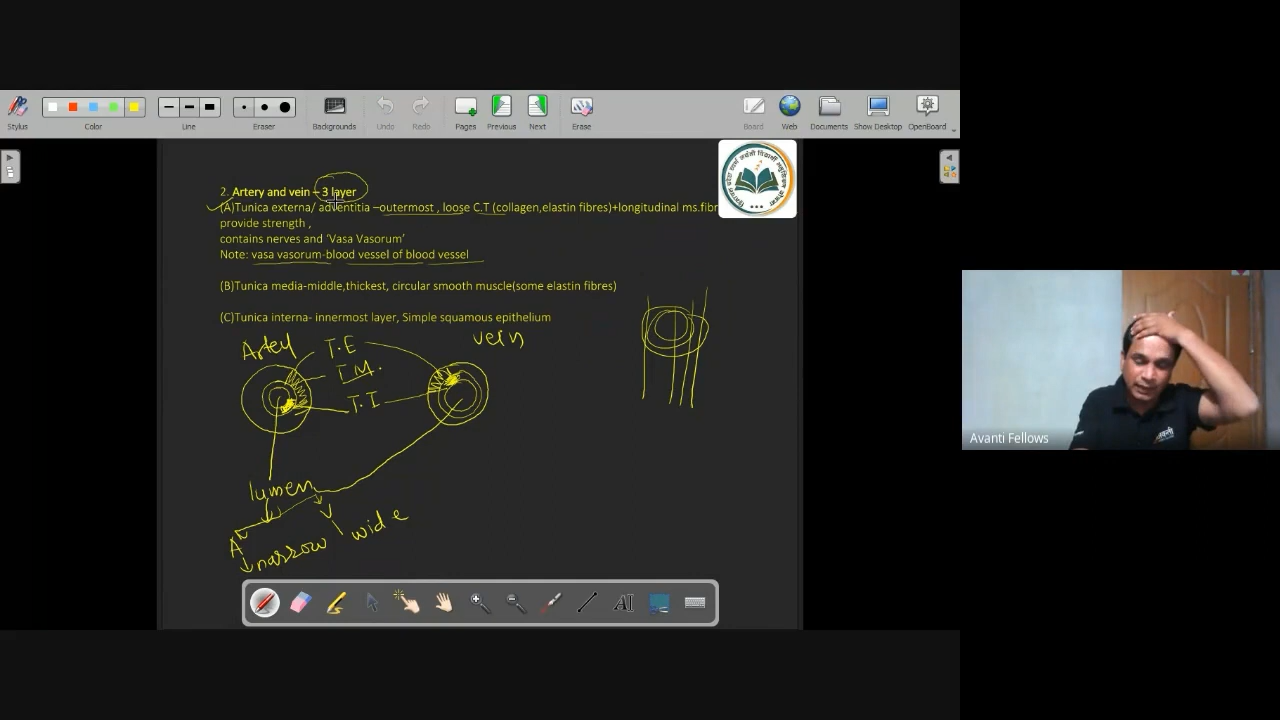 Stylus
Color
Line
Eraser
Backgrounds
Undo
Redo
Pages
Previous
Next
Erase
Board
Web
Documents
Show Desktop
OpenBoard
2. Artery and vein – 3 layer
(A)Tunica externa/ adventitia –outermost , loose C.T (collagen,elastin fibres)+longitudinal ms.fibr
provide strength ,
contains nerves and ‘Vasa Vasorum’
Note: vasa vasorum-blood vessel of blood vessel
(B)Tunica media-middle,thickest, circular smooth muscle(some elastin fibres)
(C)Tunica interna- innermost layer, Simple squamous epithelium
Artery
T.E
vein
T.M.
T.I
lumen
A
V
narrow
wide
AI
Avanti Fellows